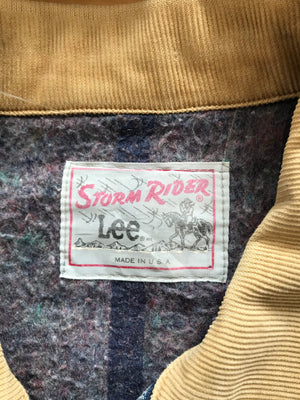 STORM RIDER ®
Lee ®
MADE IN U.S.A.